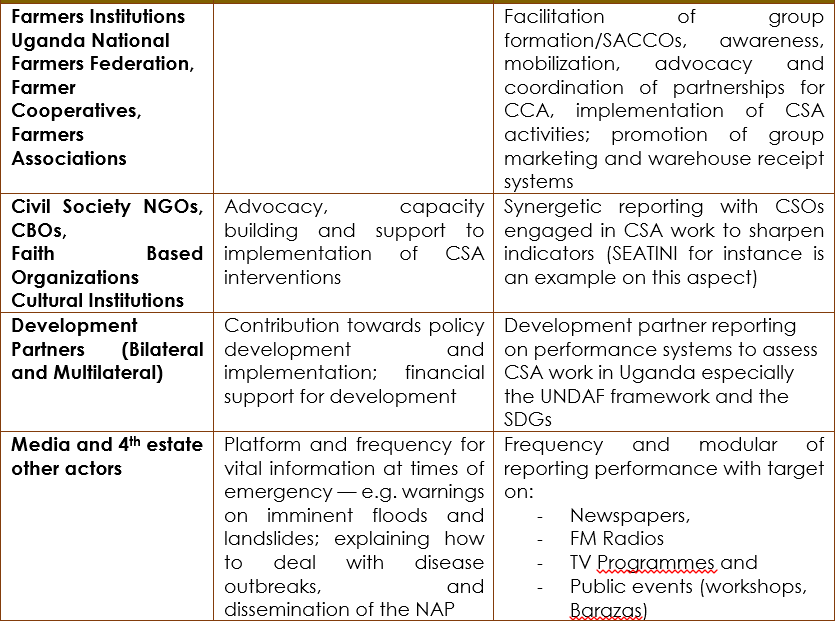 Farmers Institutions
Uganda National
Farmers Federation,
Farmer
Cooperatives,
Farmers
Associations
Facilitation of group
formation/SACCOs, awareness,
mobilization, advocacy and
coordination of partnerships for
CCA, implementation of CSA
activities; promotion of group
marketing and warehouse receipt
systems
Civil Society NGOs,
CBOs,
Faith Based
Organizations
Cultural Institutions
Advocacy, capacity
building and support to
implementation of CSA
interventions
Synergetic reporting with CSOs
engaged in CSA work to sharpen
indicators (SEATINI for instance is
an example on this aspect)
Development
Partners (Bilateral
and Multilateral)
Contribution towards policy
development and
implementation; financial
support for development
Development partner reporting
on performance systems to assess
CSA work in Uganda especially
the UNDAF framework and the
SDGs
Media and 4th estate
other actors
Platform and frequency for
vital information at times of
emergency — e.g. warnings
on imminent floods and
landslides; explaining how
to deal with disease
outbreaks, and
dissemination of the NAP
Frequency and modular of
reporting performance with target
on:
- Newspapers,
- FM Radios
- TV Programmes and
- Public events (workshops,
Barazas)